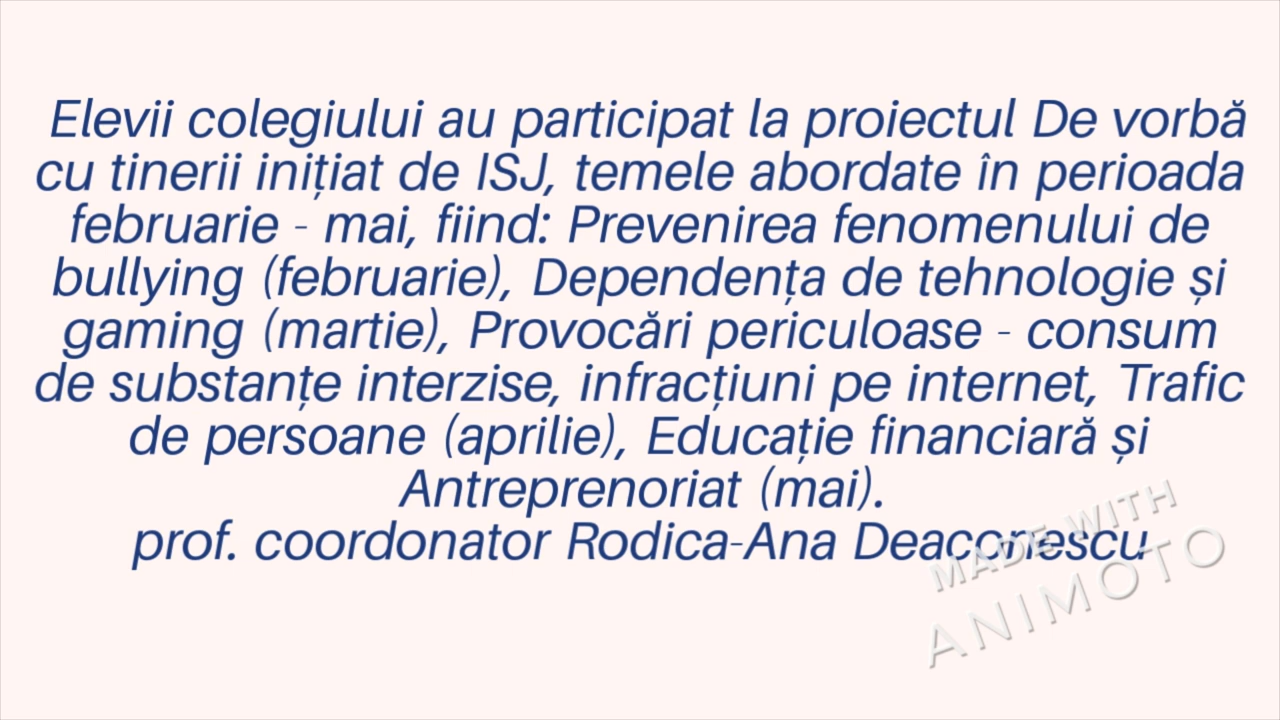 Elevii colegiului au participat la proiectul De vorbă
cu tinerii inițiat de ISJ, temele abordate în perioada
februarie - mai, fiind: Prevenirea fenomenului de
bullying (februarie), Dependența de tehnologie și
gaming (martie), Provocări periculoase - consum
de substanțe interzise, infracțiuni pe internet, Trafic
de persoane (aprilie), Educație financiară și
Antreprenoriat (mai).
prof. coordonator Rodica-Ana Deaconescu
MADE WITH
ANIMOTO